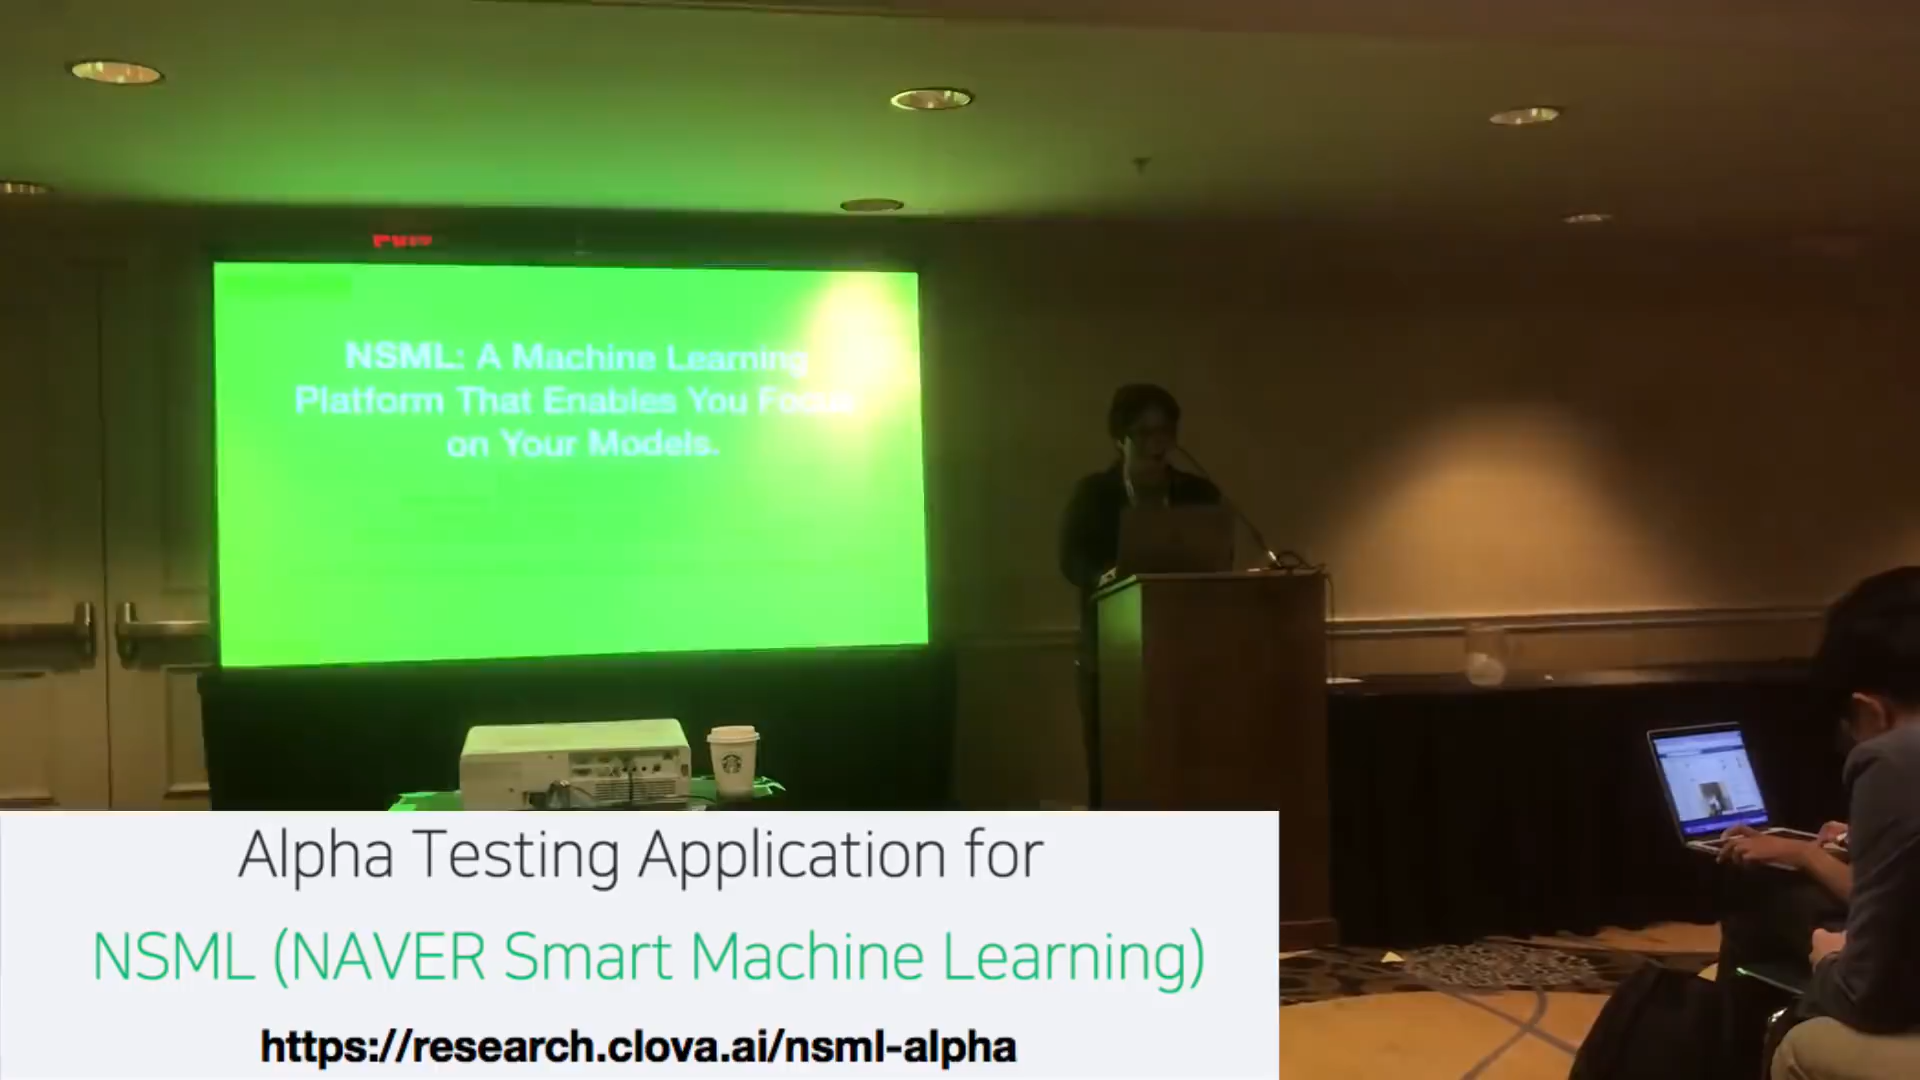 NSML: A Machine Learning
Platform That Enables You Focus
on Your Models.
Alpha Testing Application for
NSML (NAVER Smart Machine Learning)
https://research.clova.ai/nsml-alpha